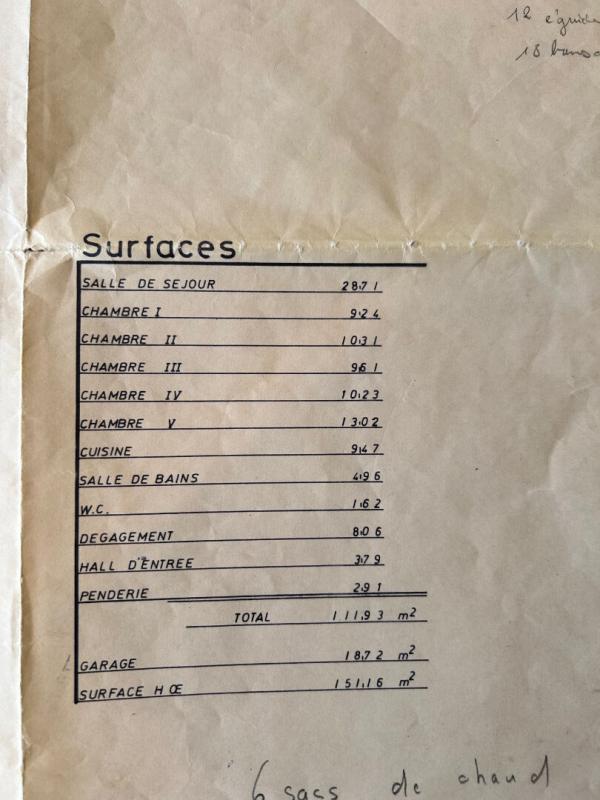 12
18
Surfaces
SALLE DE SEJOUR 28.71
CHAMBRE I 9.24
CHAMBRE II 10.31
CHAMBRE III 9.61
CHAMBRE IV 10.23
CHAMBRE V 13.02
CUISINE 9.47
SALLE DE BAINS 4.96
W.C. 1.62
DEGAGEMENT 8.06
HALL D'ENTREE 3.79
PENDERIE 2.91
TOTAL 111.93 m²
GARAGE 18.72 m²
SURFACE H Œ 151.16 m²
6 sacs de chaud